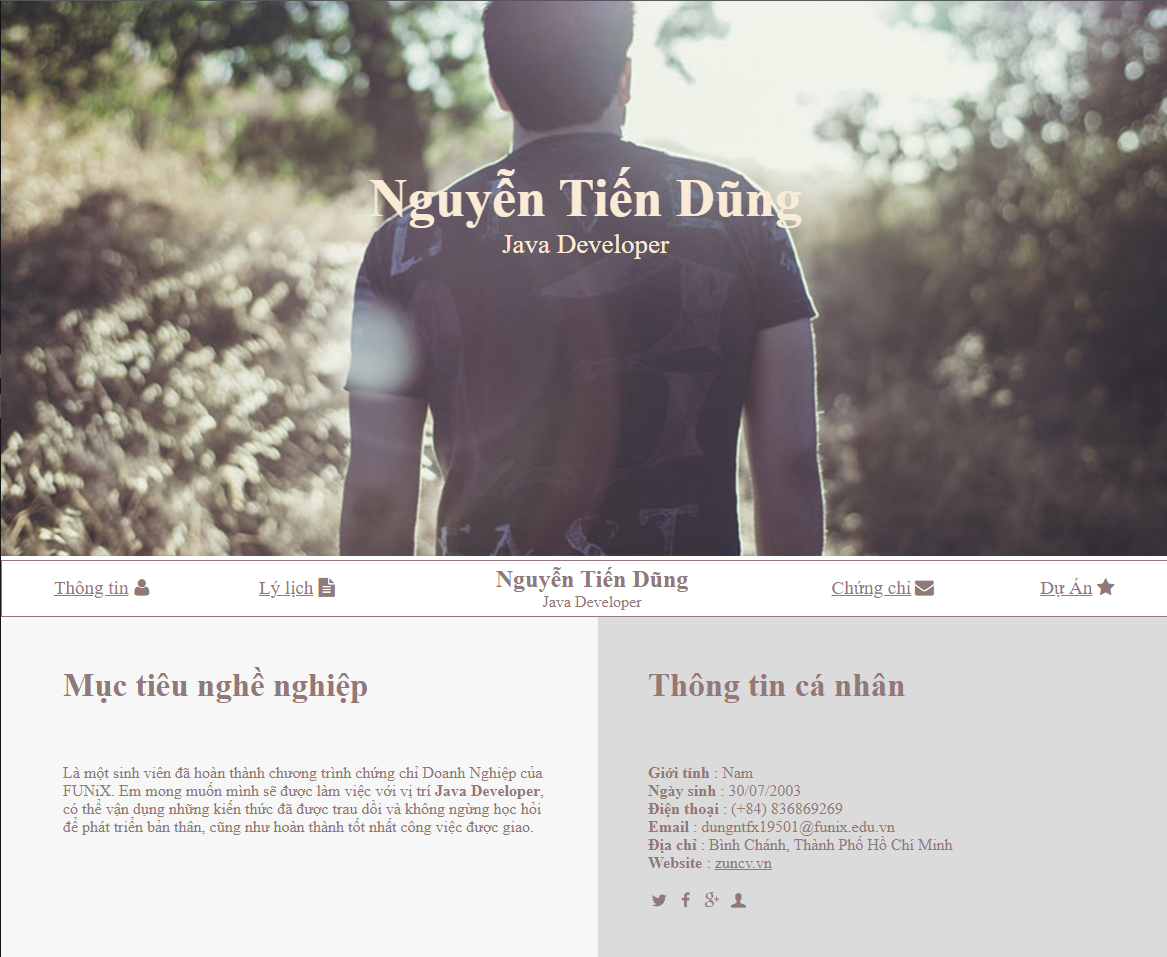 Nguyễn Tiến Dũng
Java Developer
Thông tin
Lý lịch
Nguyễn Tiến Dũng
Java Developer
Chứng chỉ
Dự Án
Mục tiêu nghề nghiệp
Là một sinh viên đã hoàn thành chương trình chứng chỉ Doanh Nghiệp của
FUNiX. Em mong muốn mình sẽ được làm việc với vị trí Java Developer,
có thể vận dụng những kiến thức đã được trau dồi và không ngừng học hỏi
để phát triển bản thân, cũng như hoàn thành tốt nhất công việc được giao.
Thông tin cá nhân
Giới tính : Nam
Ngày sinh : 30/07/2003
Điện thoại : (+84) 836869269
Email : dungntfx19501@funix.edu.vn
Địa chỉ : Bình Chánh, Thành Phố Hồ Chí Minh
Website : zuncv.vn